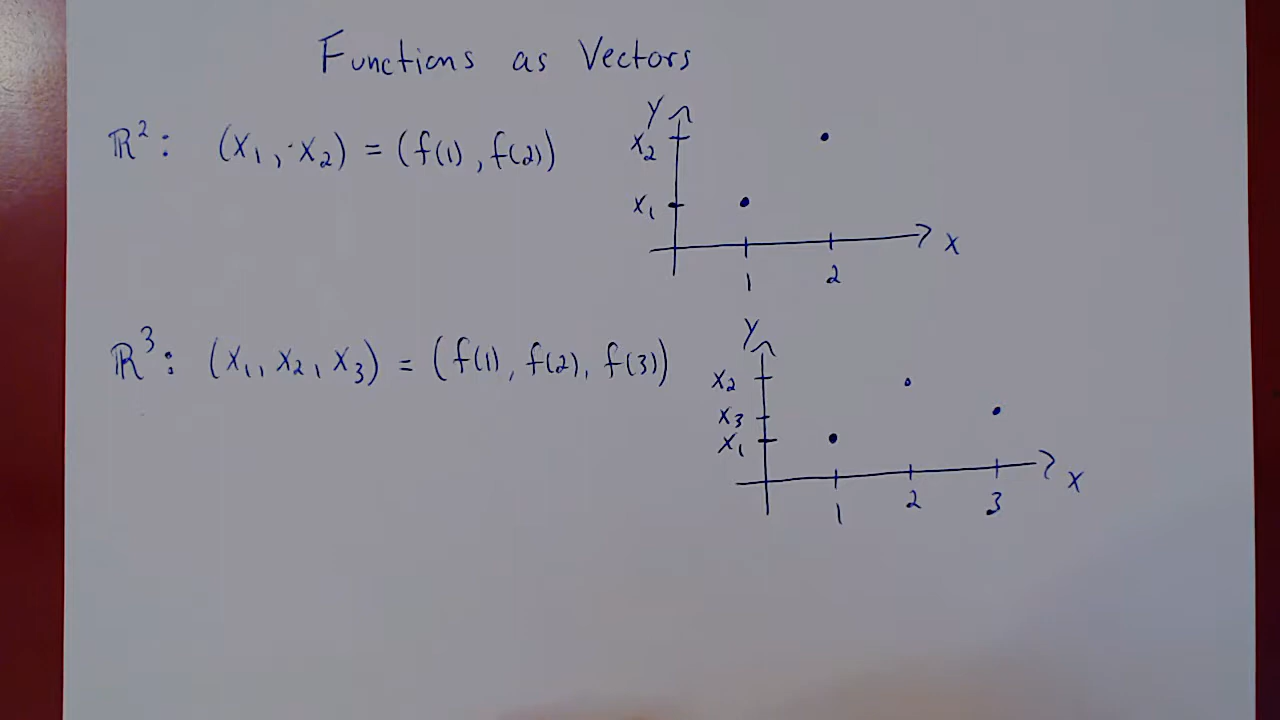 Functions as Vectors
ℝ²: (x₁, x₂) = (f(1), f(2))
y
x₂
x₁
x
1 2
ℝ³: (x₁, x₂, x₃) = (f(1), f(2), f(3))
y
x₂
x₃
x₁
x
1 2 3